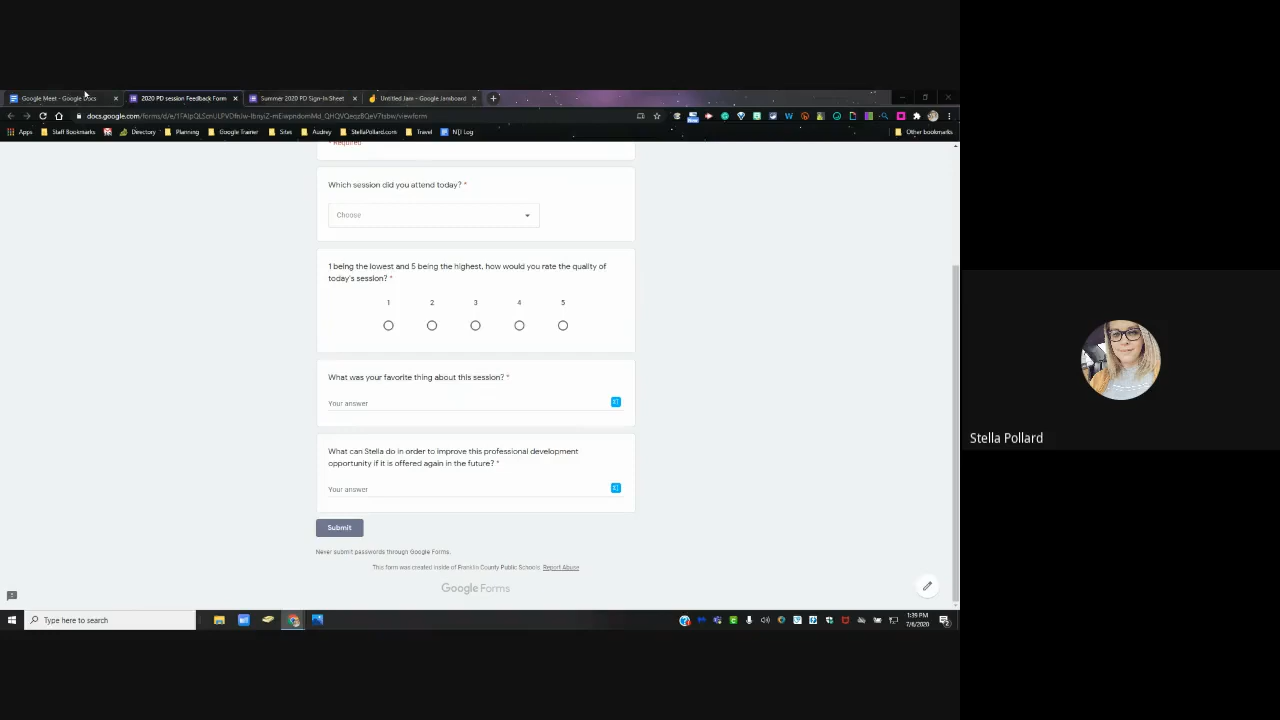 Google Meet - Google Docs
2020 PD session Feedback Form
Summer 2020 PD Sign-In Sheet
Untitled Jam - Google Jamboard
Apps
Staff Bookmarks
Directory
Planning
Google Trainer
Sites
Audrey
StellaPollard.com
Travel
NTI Log
Other bookmarks
* Required
Which session did you attend today? *
Choose
1 being the lowest and 5 being the highest, how would you rate the quality of
today's session? *
1 2 3 4 5
What was your favorite thing about this session? *
Your answer
What can Stella do in order to improve this professional development
opportunity if it is offered again in the future? *
Your answer
Submit
Never submit passwords through Google Forms.
This form was created inside of Franklin County Public Schools. Report Abuse
Google Forms
Stella Pollard
Type here to search
1:39 PM
7/6/2020